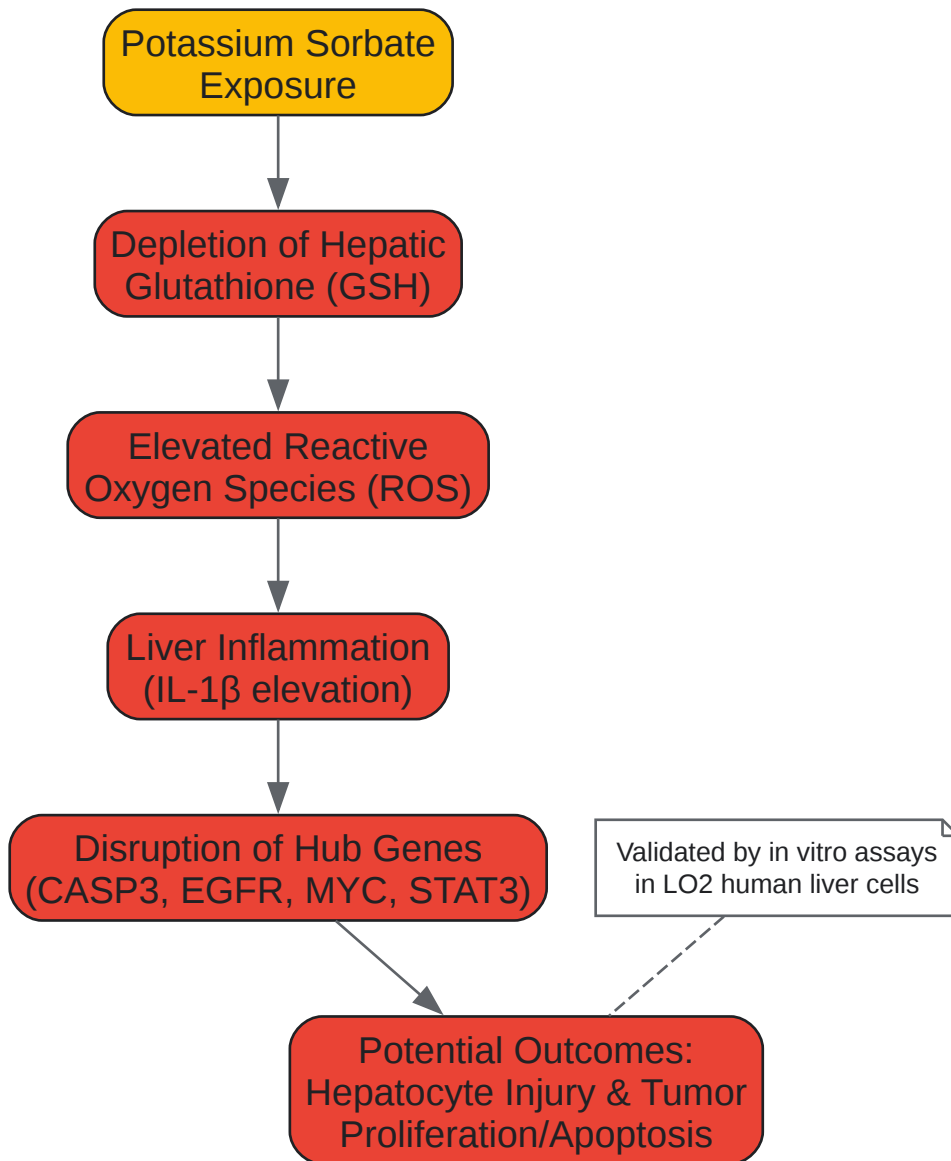 Potassium Sorbate
Exposure
Depletion of Hepatic
Glutathione (GSH)
Elevated Reactive
Oxygen Species (ROS)
Liver Inflammation
(IL-1β elevation)
Disruption of Hub Genes
(CASP3, EGFR, MYC, STAT3)
Validated by in vitro assays
in LO2 human liver cells
Potential Outcomes:
Hepatocyte Injury & Tumor
Proliferation/Apoptosis